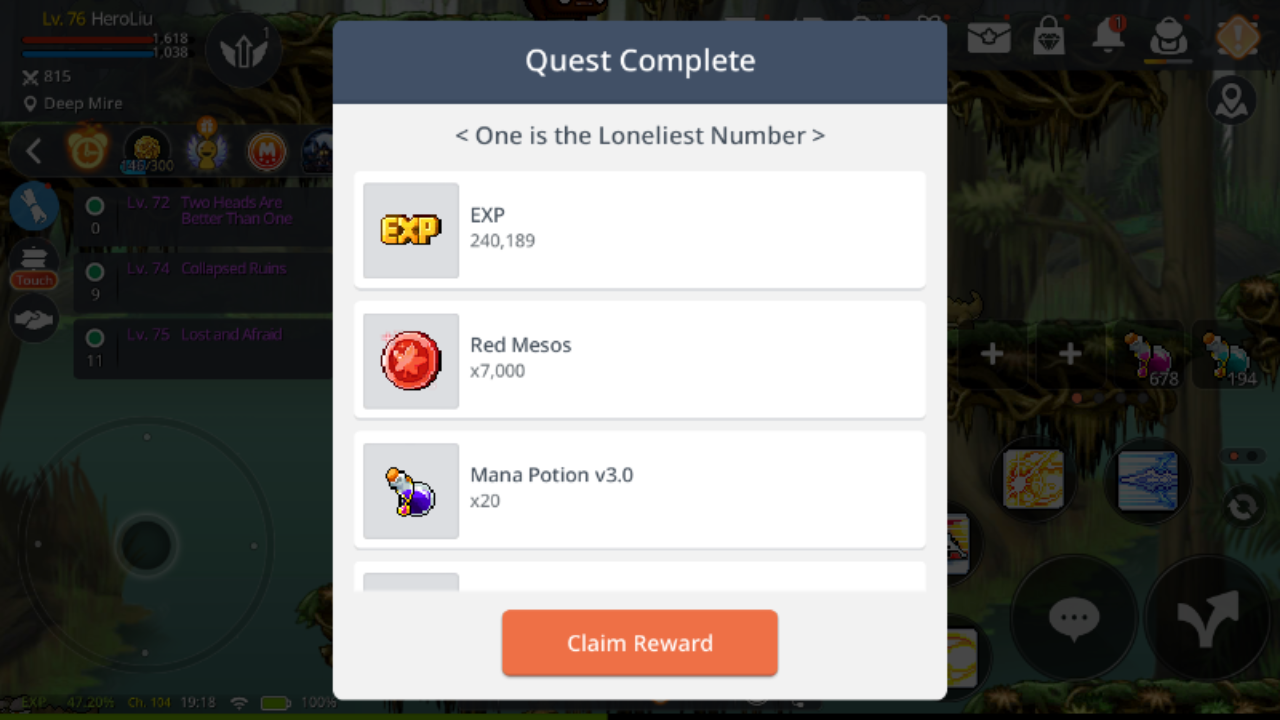 Lv. 76 HeroLiu
1,618
1,038
1
815
Deep Mire
1
Quest Complete
< One is the Loneliest Number >
EXP
EXP
240,189
Red Mesos
x7,000
Mana Potion v3.0
x20
Claim Reward
/300
Lv. 72 Two Heads Are
Better Than One
0
Touch
Lv. 74 Collapsed Ruins
9
Lv. 75 Lost and Afraid
11
678
194
EXP 47.20% Ch. 104 19:18 100%